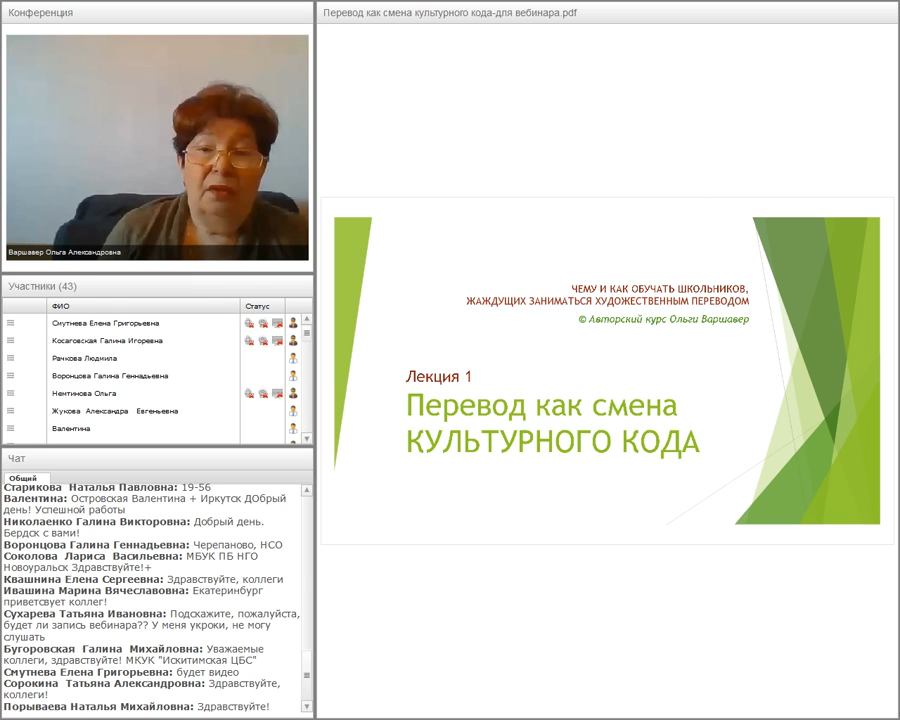 Конференция
Варшавер Ольга Александровна
Участники (43)
ФИО
Статус
Смутнева Елена Григорьевна
Косаговская Галина Игоревна
Рачкова Людмила
Воронцова Галина Геннадьевна
Немтинова Ольга
Жукова Александра Евгеньевна
Валентина
Чат
Общий
Старикова Наталья Павловна: 19-56
Валентина: Островская Валентина + Иркутск ДОбрый
день! Успешной работы
Николаенко Галина Викторовна: Добрый день.
Бердск с вами!
Воронцова Галина Геннадьевна: Черепаново, НСО
Соколова Лариса Васильевна: МБУК ПБ НГО
Новоуральск Здравствуйте!+
Квашнина Елена Сергеевна: Здравствуйте, коллеги
Ивашина Марина Вячеславовна: Екатеринбург
приветсвует коллег!
Сухарева Татьяна Ивановна: Подскажите, пожалуйста,
будет ли запись вебинара?? У меня укроки, не могу
слушать
Бугоровская Галина Михайловна: Уважаемые
коллеги, здравствуйте! МКУК "Искитимская ЦБС"
Смутнева Елена Григорьевна: будет видео
Сорокина Татьяна Александровна: Здравствуйте,
коллеги!
Порываева Наталья Михайловна: Здравствуйте!
Перевод как смена культурного кода-для вебинара.pdf
ЧЕМУ И КАК ОБУЧАТЬ ШКОЛЬНИКОВ,
ЖАЖДУЩИХ ЗАНИМАТЬСЯ ХУДОЖЕСТВЕННЫМ ПЕРЕВОДОМ
© Авторский курс Ольги Варшавер
Лекция 1
Перевод как смена
КУЛЬТУРНОГО КОДА